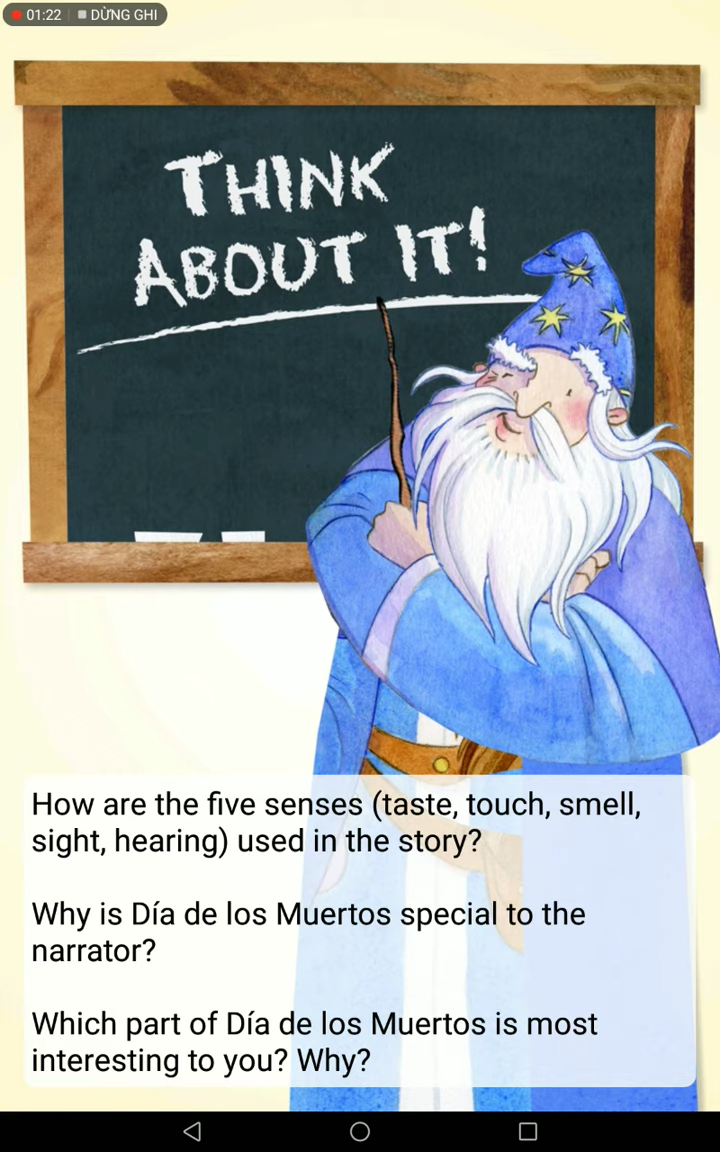 01:22 DỪNG GHI
THINK
ABOUT IT!
How are the five senses (taste, touch, smell,
sight, hearing) used in the story?
Why is Día de los Muertos special to the
narrator?
Which part of Día de los Muertos is most
interesting to you? Why?